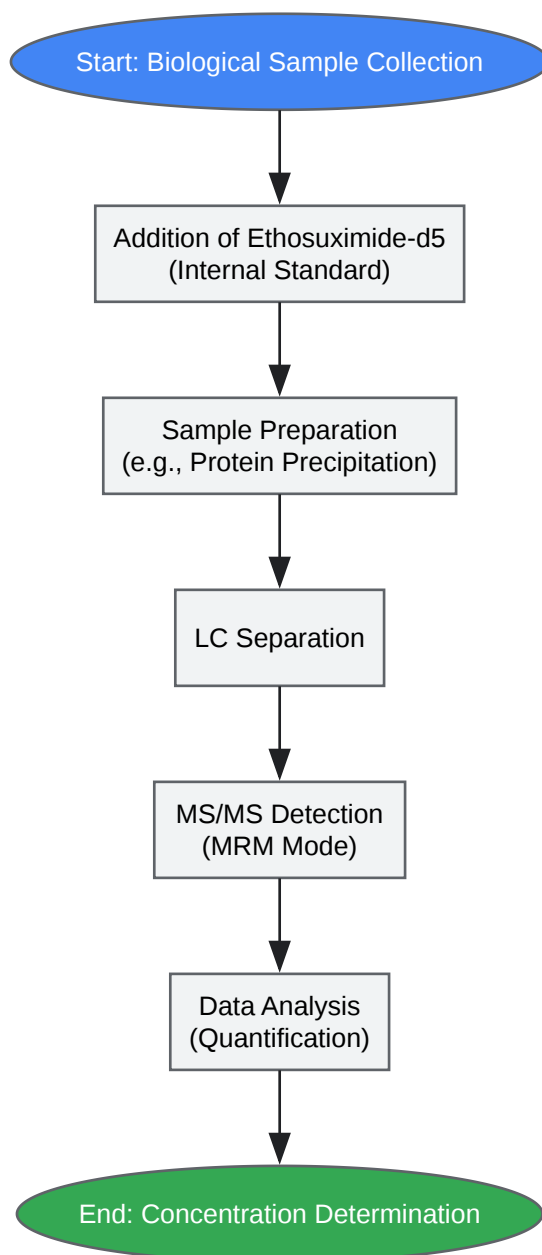 Start: Biological Sample Collection
Addition of Ethosuximide-d5
(Internal Standard)
Sample Preparation
(e.g., Protein Precipitation)
LC Separation
MS/MS Detection
(MRM Mode)
Data Analysis
(Quantification)
End: Concentration Determination